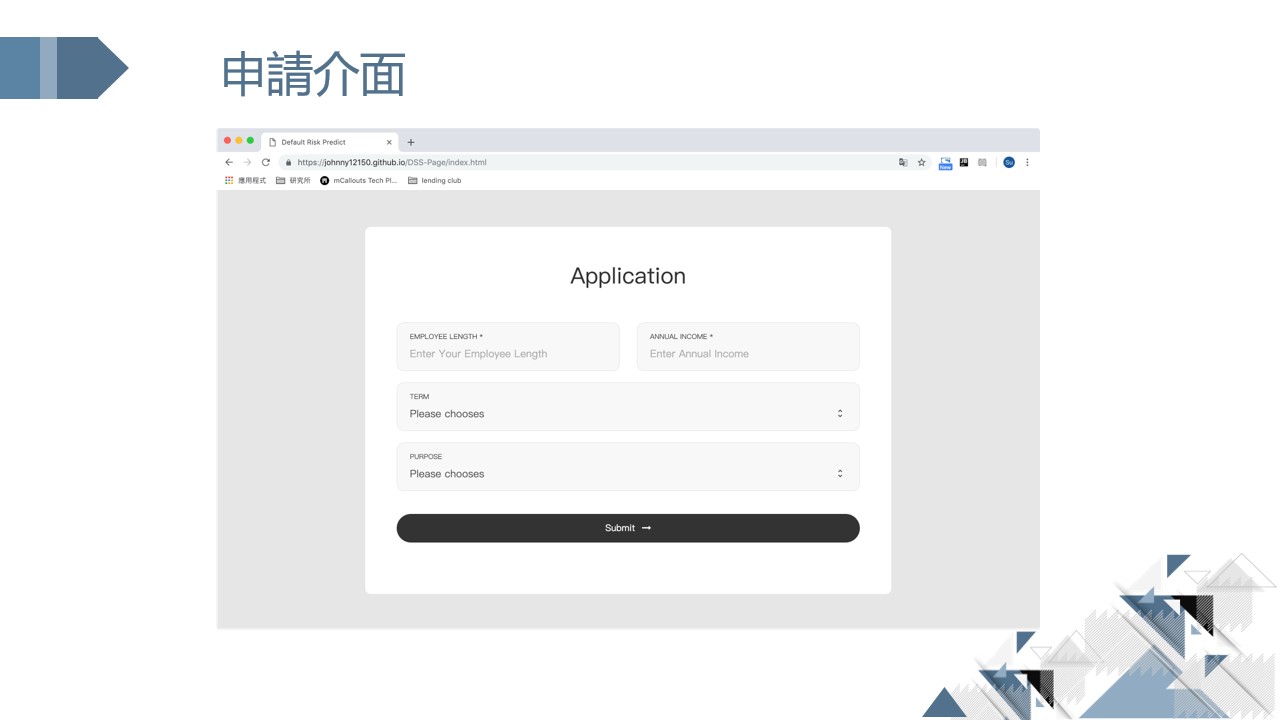 申請介面
Default Risk Predict
https://johnny12150.github.io/DSS-Page/index.html
New
Su
應用程式 研究所 mCallouts Tech Pl... lending club
Application
EMPLOYEE LENGTH * ANNUAL INCOME *
Enter Your Employee Length Enter Annual Income
TERM
Please chooses
PURPOSE
Please chooses
Submit →